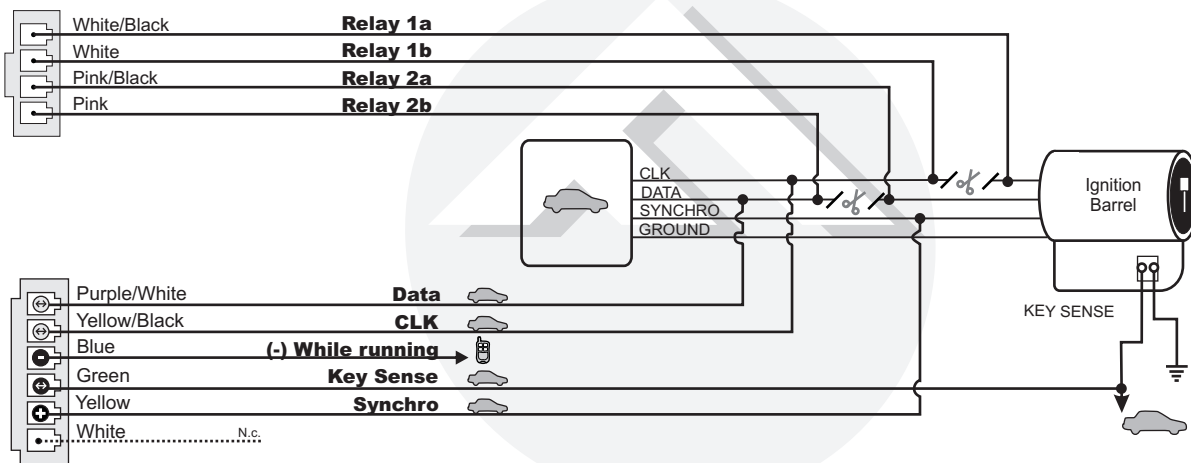 White/Black Relay 1a
White Relay 1b
Pink/Black Relay 2a
Pink Relay 2b
CLK
DATA
SYNCHRO
GROUND
Ignition
Barrel
KEY SENSE
Purple/White Data
Yellow/Black CLK
Blue (-) While running
Green Key Sense
Yellow Synchro
White N.c.